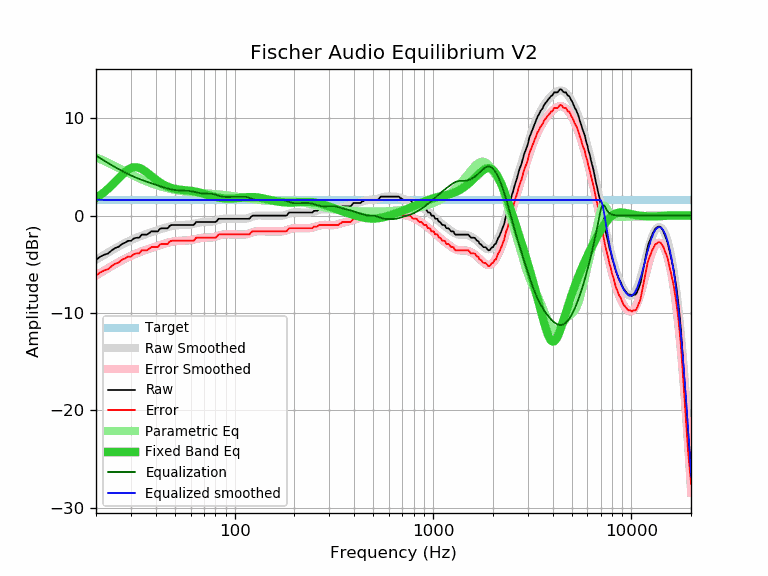 Fischer Audio Equilibrium V2
Amplitude (dBr)
10
0
−10
−20
−30
Target
Raw Smoothed
Error Smoothed
Raw
Error
Parametric Eq
Fixed Band Eq
Equalization
Equalized smoothed
100 1000 10000
Frequency (Hz)